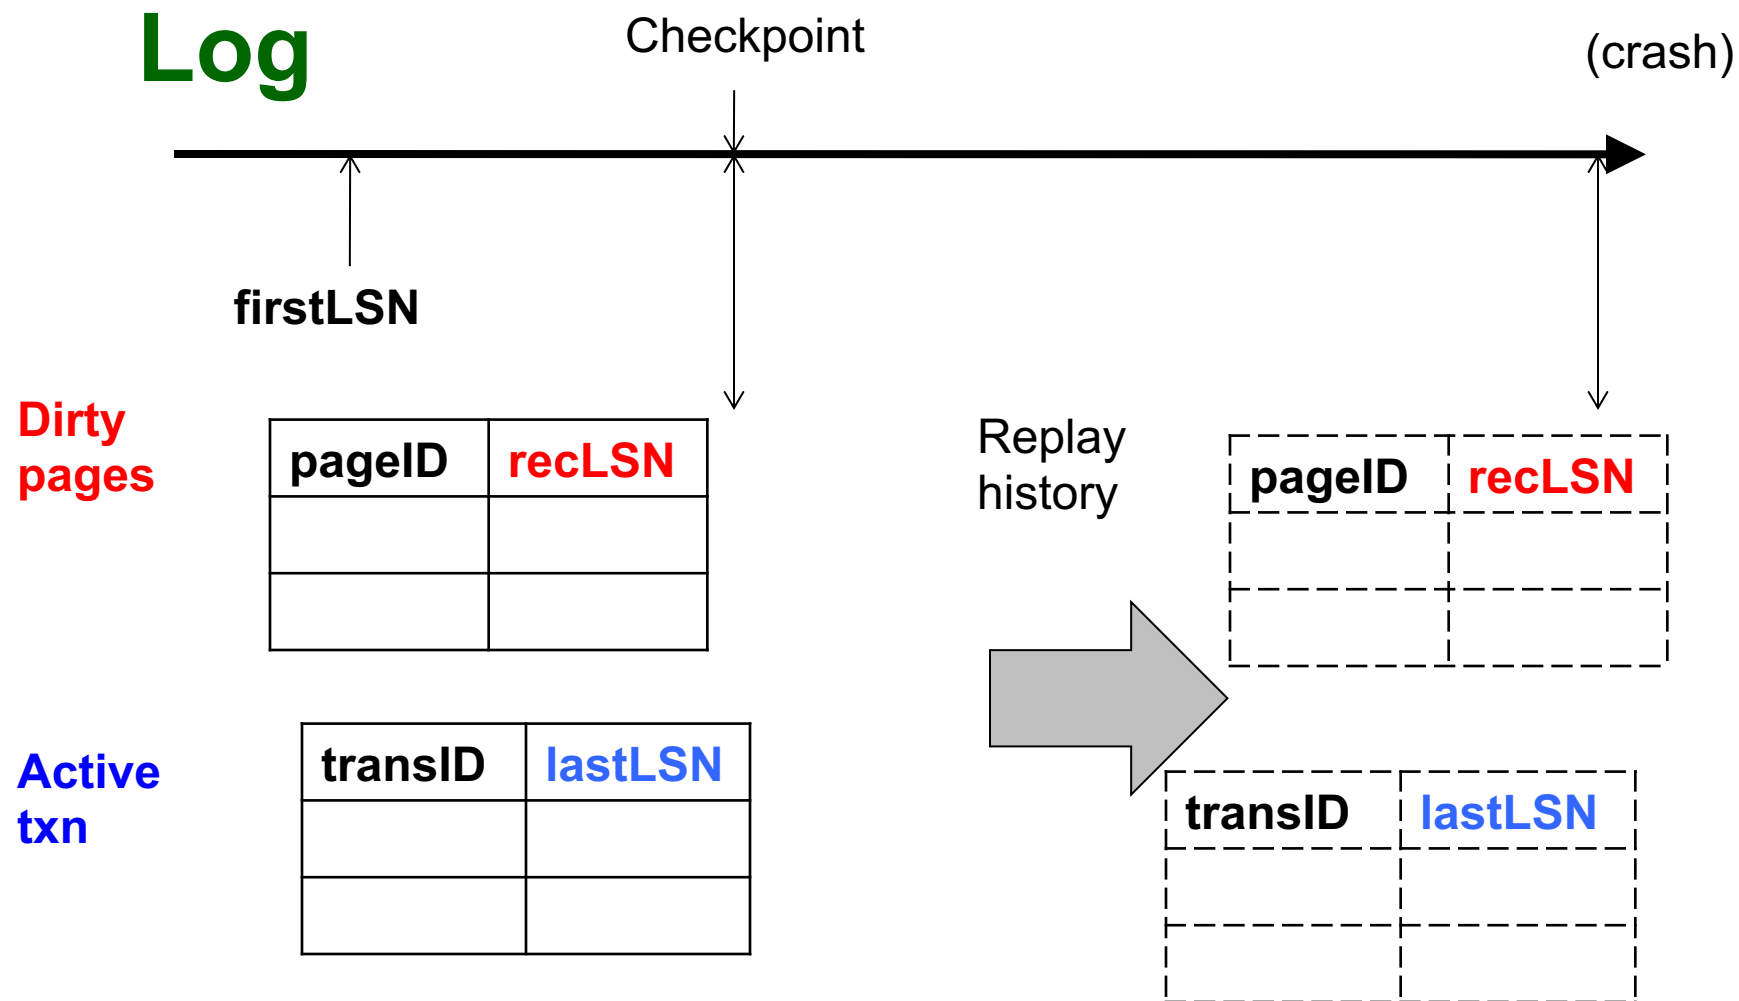 Log
Checkpoint
(crash)
firstLSN
Dirty
pages
pageID recLSN
Replay
history
pageID recLSN
Active
txn
transID lastLSN
transID lastLSN